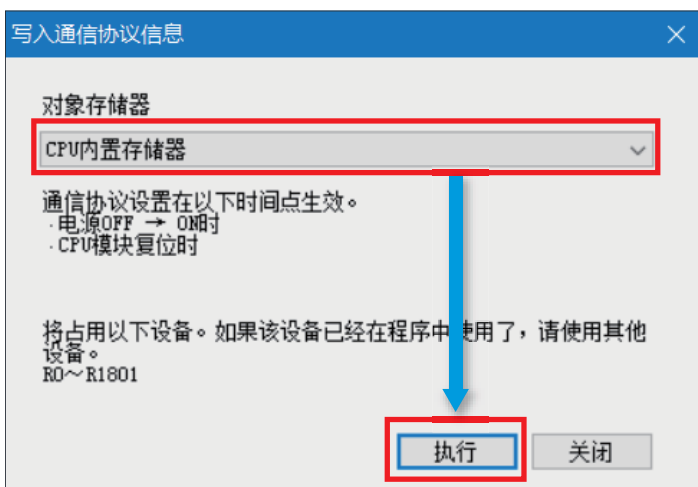 写入通信协议信息
对象存储器
CPU内置存储器
通信协议设置在以下时间点生效。
·电源OFF → ON时
·CPU模块复位时
将占用以下设备。如果该设备已经在程序中使用了，请使用其他
设备。
R0～R1801
执行
关闭